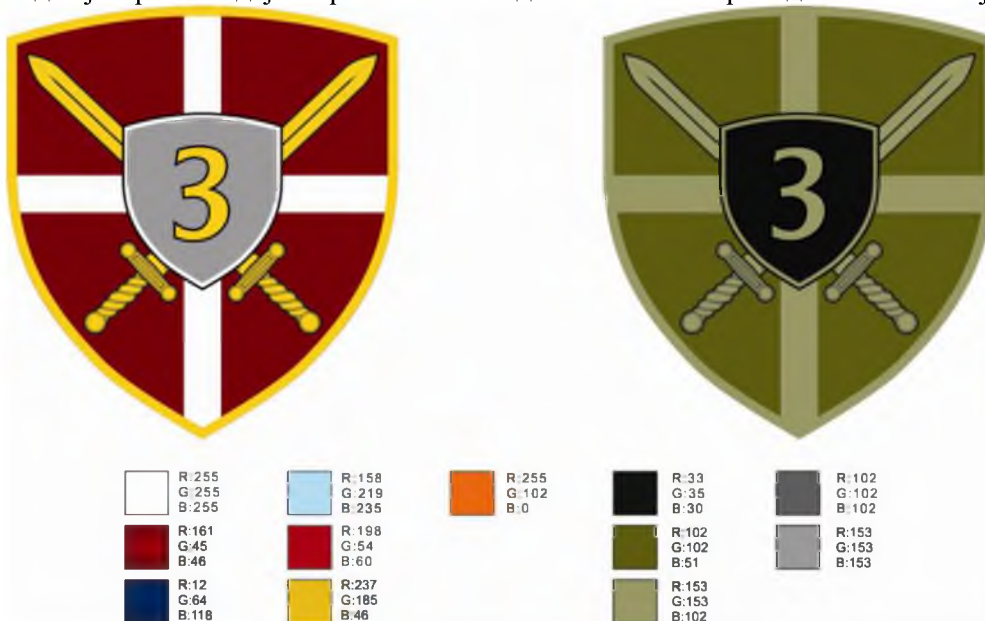 3
3
R:255
G:255
B:255
R:161
G:45
B:46
R:12
G:64
B:118
R:158
G:219
B:235
R:198
G:54
B:60
R:237
G:185
B:46
R:255
G:102
B:0
R:33
G:35
B:30
R:102
G:102
B:51
R:153
G:153
B:102
R:102
G:102
B:102
R:153
G:153
B:153